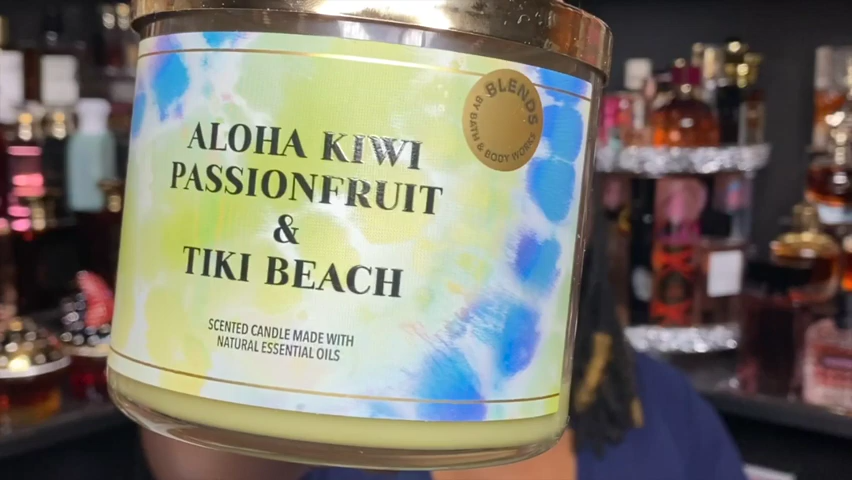 BLENDS
BY BATH & BODY WORKS
ALOHA KIWI
PASSIONFRUIT
&
TIKI BEACH
SCENTED CANDLE MADE WITH
NATURAL ESSENTIAL OILS